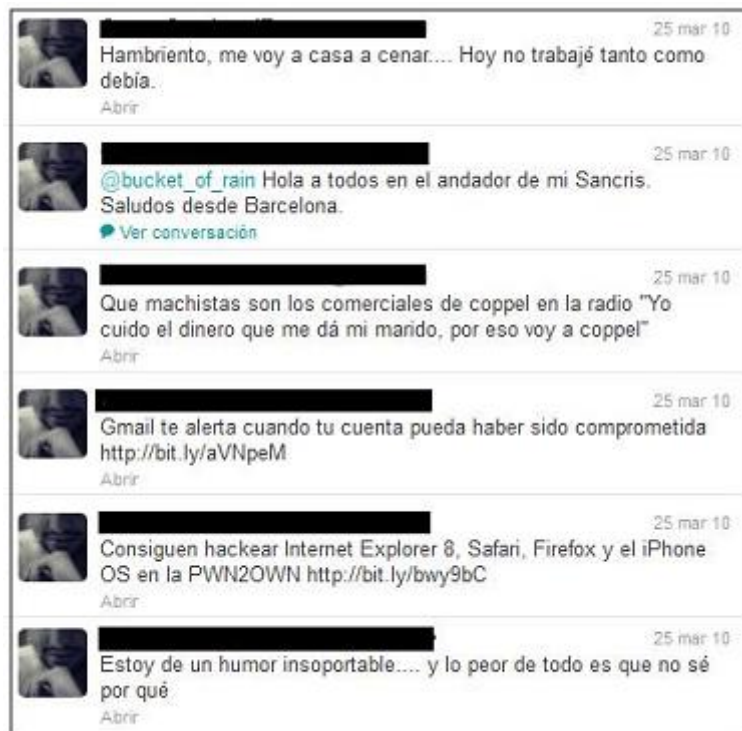 25 mar 10
Hambriento, me voy a casa a cenar.... Hoy no trabajé tanto como
debía.
Abrir
25 mar 10
@bucket_of_rain Hola a todos en el andador de mi Sancris.
Saludos desde Barcelona.
Ver conversación
25 mar 10
Que machistas son los comerciales de coppel en la radio "Yo
cuido el dinero que me dá mi marido, por eso voy a coppel"
Abrir
25 mar 10
Gmail te alerta cuando tu cuenta pueda haber sido comprometida
http://bit.ly/aVNpeM
Abrir
25 mar 10
Consiguen hackear Internet Explorer 8, Safari, Firefox y el iPhone
OS en la PWN2OWN http://bit.ly/bwy9bC
Abrir
25 mar 10
Estoy de un humor insoportable.... y lo peor de todo es que no sé
por qué
Abrir